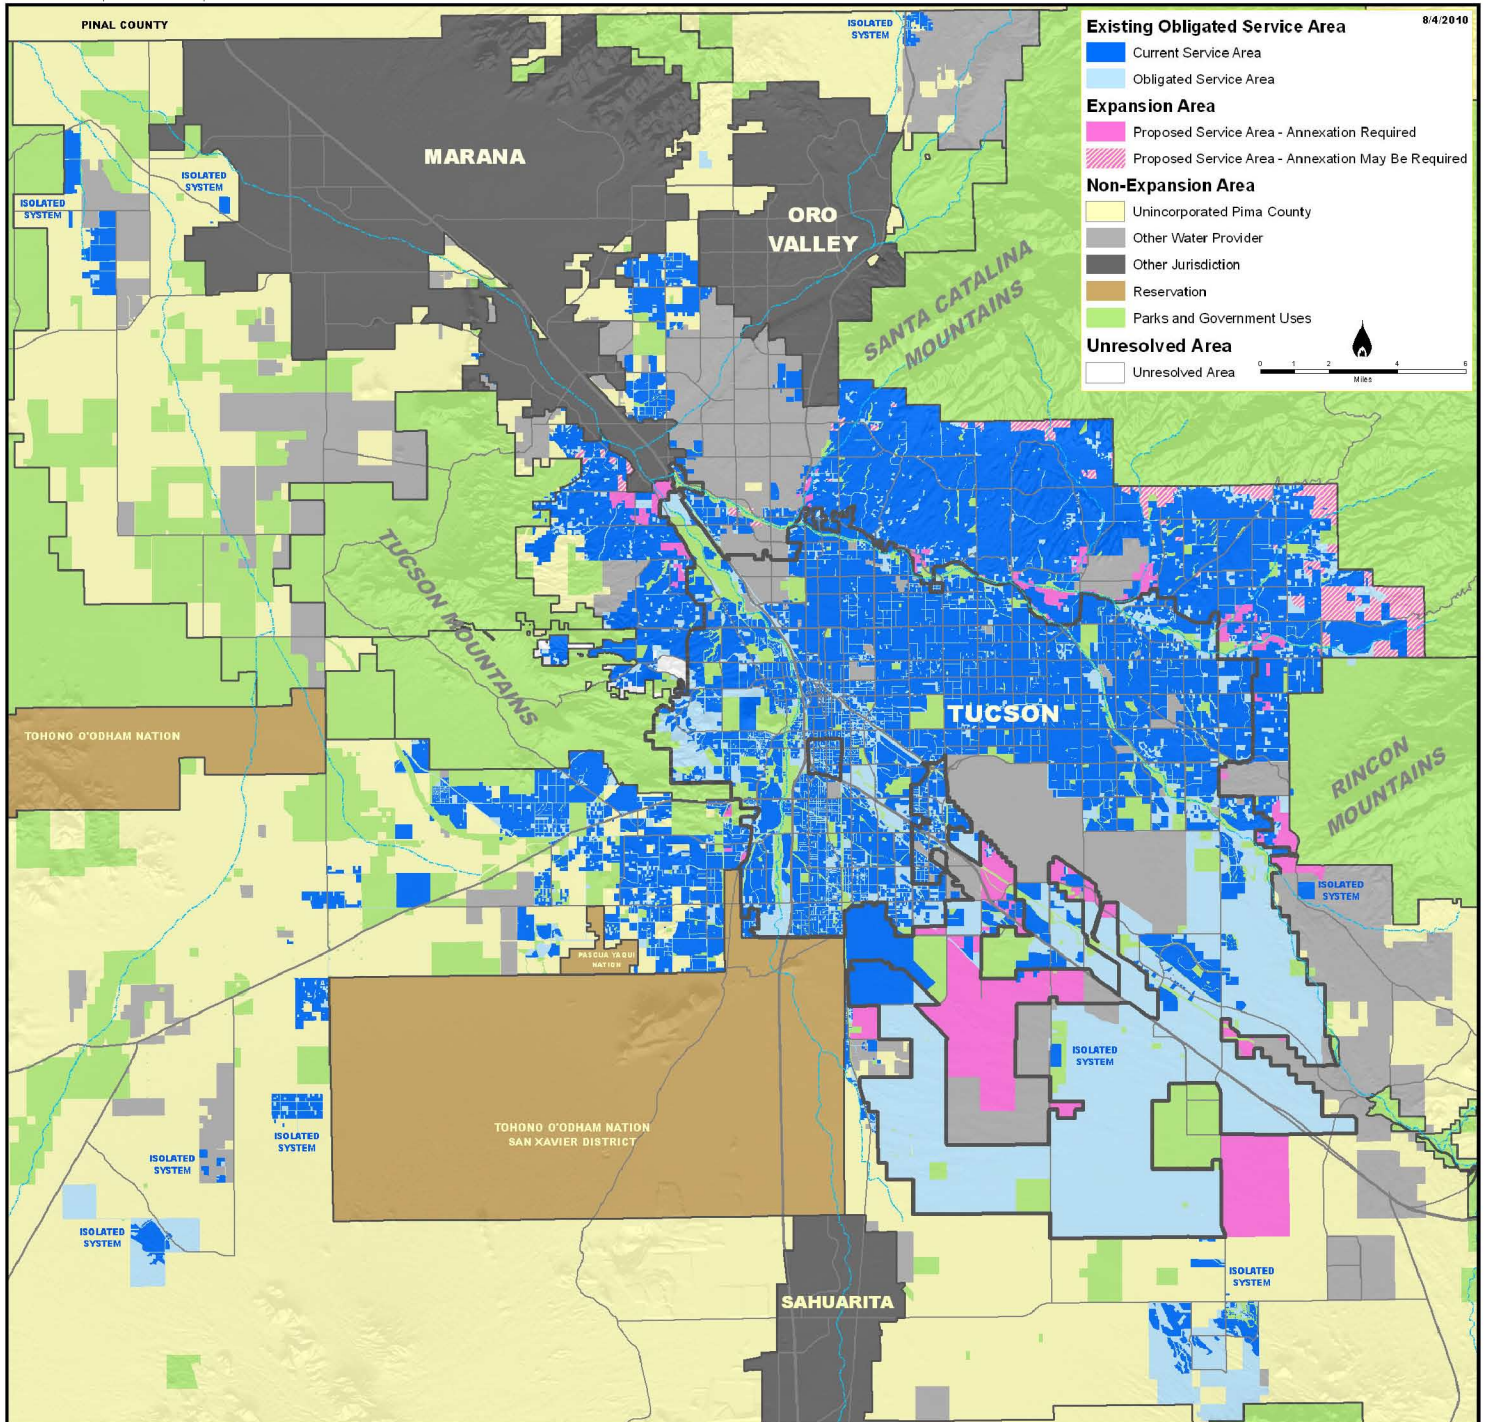 PINAL COUNTY
ISOLATED
SYSTEM
8/4/2010
Existing Obligated Service Area
Current Service Area
Obligated Service Area
Expansion Area
Proposed Service Area - Annexation Required
Proposed Service Area - Annexation May Be Required
Non-Expansion Area
Unincorporated Pima County
Other Water Provider
Other Jurisdiction
Reservation
Parks and Government Uses
Unresolved Area
Unresolved Area
0 1 2 4 6
Miles
MARANA
ISOLATED
SYSTEM
ISOLATED
SYSTEM
ORO
VALLEY
SANTA CATALINA
MOUNTAINS
TUCSON MOUNTAINS
TUCSON
TOHONO O'ODHAM NATION
RINCON
MOUNTAINS
ISOLATED
SYSTEM
PASCUA YAQUI
NATION
ISOLATED
SYSTEM
TOHONO O'ODHAM NATION
SAN XAVIER DISTRICT
ISOLATED
SYSTEM
ISOLATED
SYSTEM
ISOLATED
SYSTEM
ISOLATED
SYSTEM
SAHUARITA